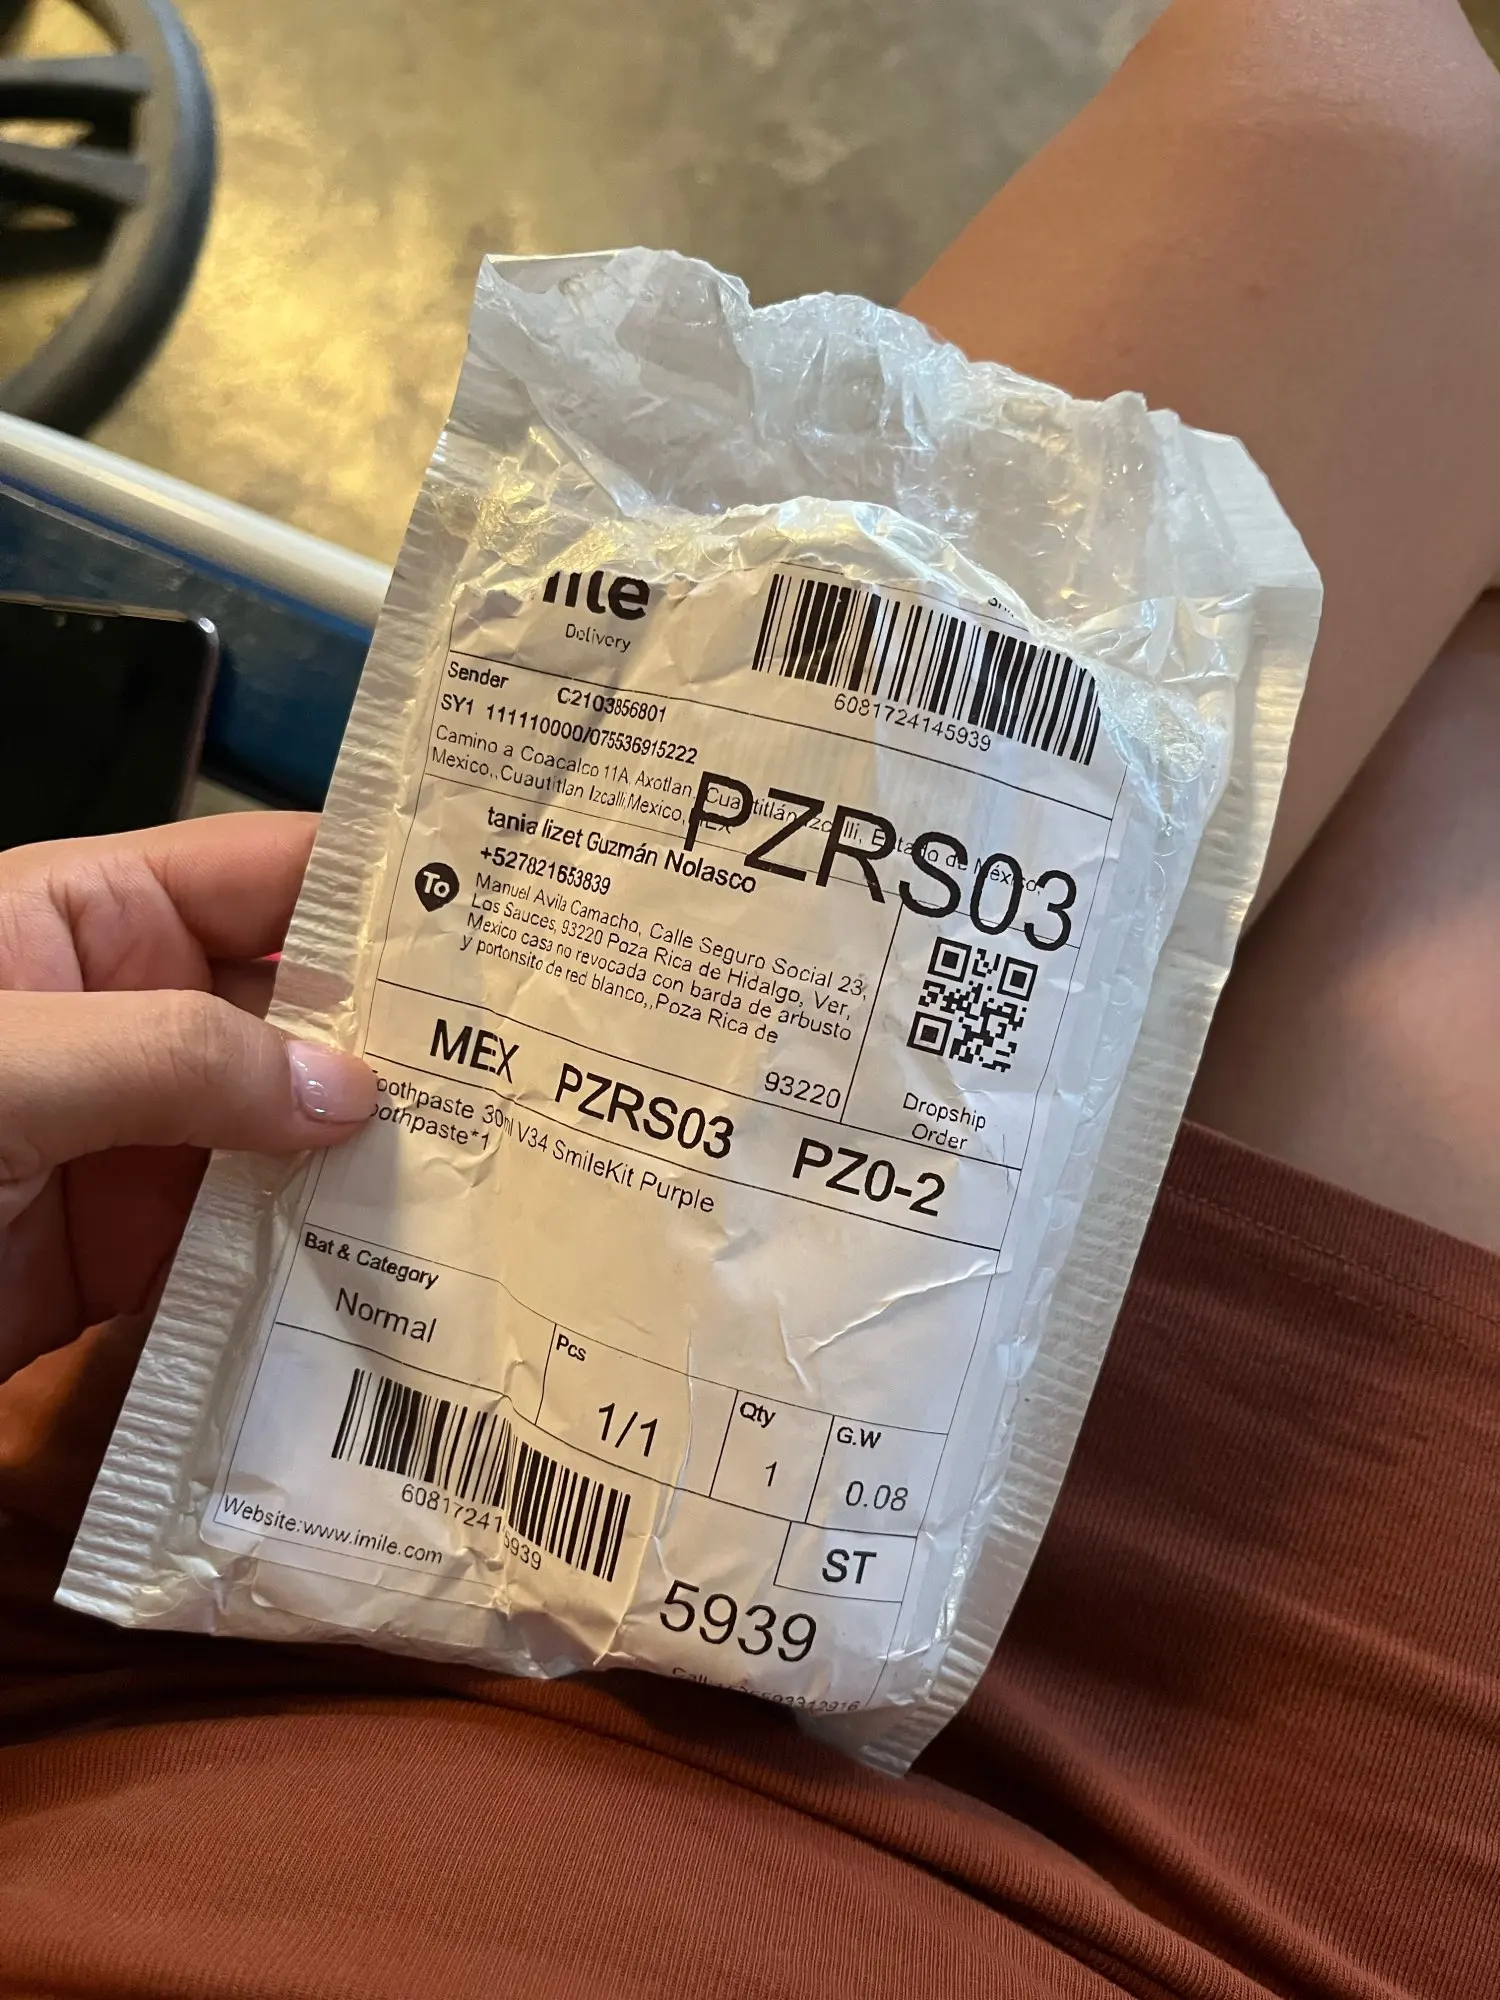 Delivery
6081724145939
Sender C2103856801
SY1 111110000/075536915222
Camino a Coacalco 11A, Axotlan, Cuautitlán Izcalli, Estado de México,
Mexico,,Cuautitlan Izcalli,Mexico,MEX
PZRS03
tania lizet Guzmán Nolasco
+527821653839
To
Manuel Avila Camacho, Calle Seguro Social 23,
Los Sauces, 93220 Poza Rica de Hidalgo, Ver,
Mexico casa no revocada con barda de arbusto
y portonsito de red blanco,,Poza Rica de
93220
Dropship
Order
MEX PZRS03 PZ0-2
oothpaste 30ml V34 SmileKit Purple
oothpaste*1
Bat & Category
Normal
Pcs
1/1
Qty
1
G.W
0.08
6081724145939
Website:www.imile.com
ST
5939